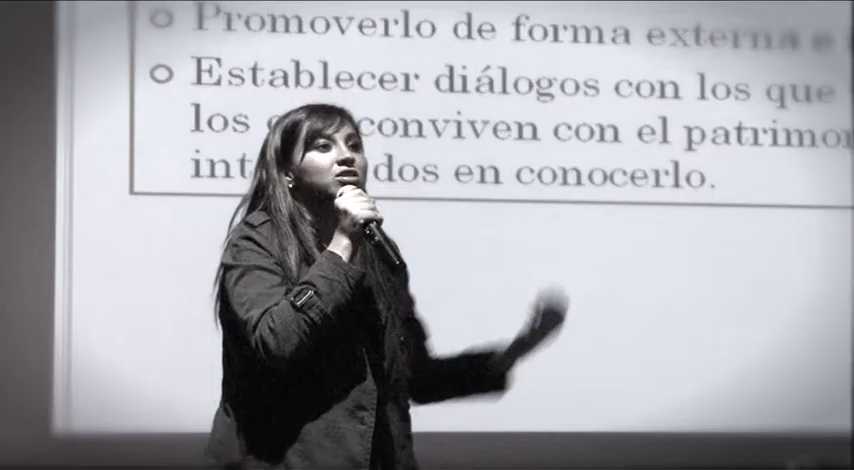 Promoverlo de forma externa e
Establecer diálogos con los que
los conviven con el
en conocerlo.